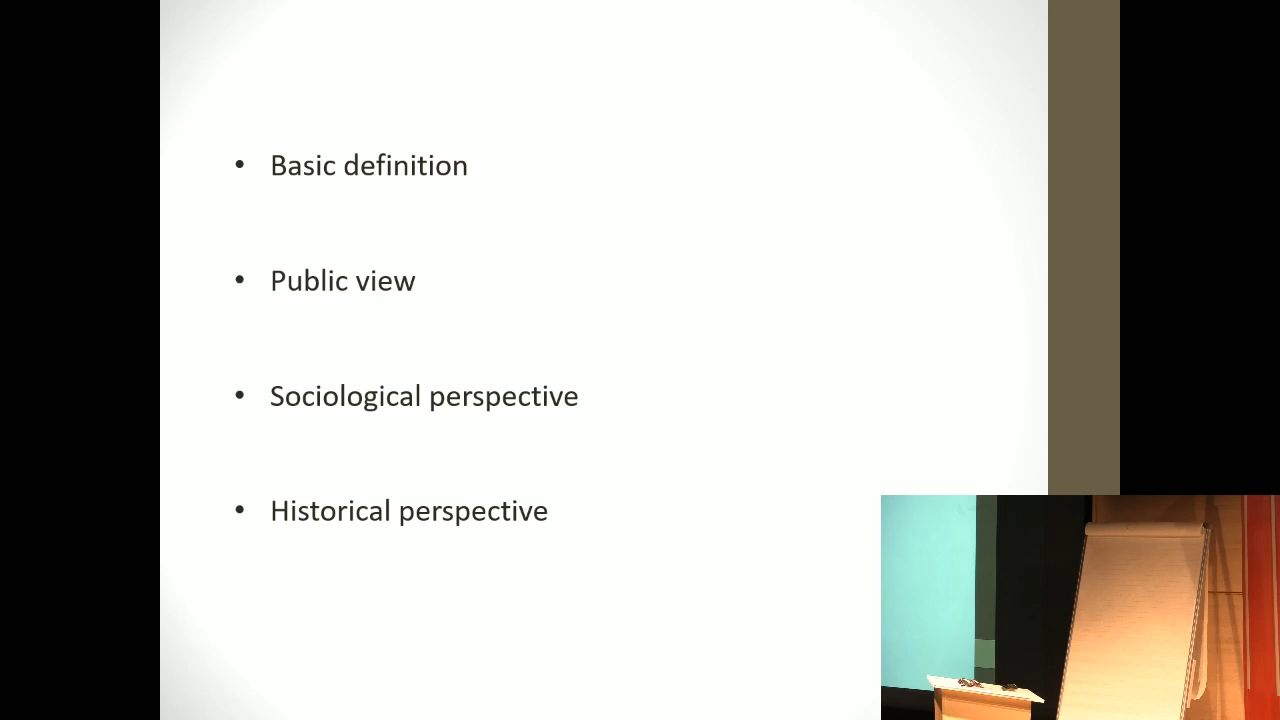 • Basic definition
• Public view
• Sociological perspective
• Historical perspective